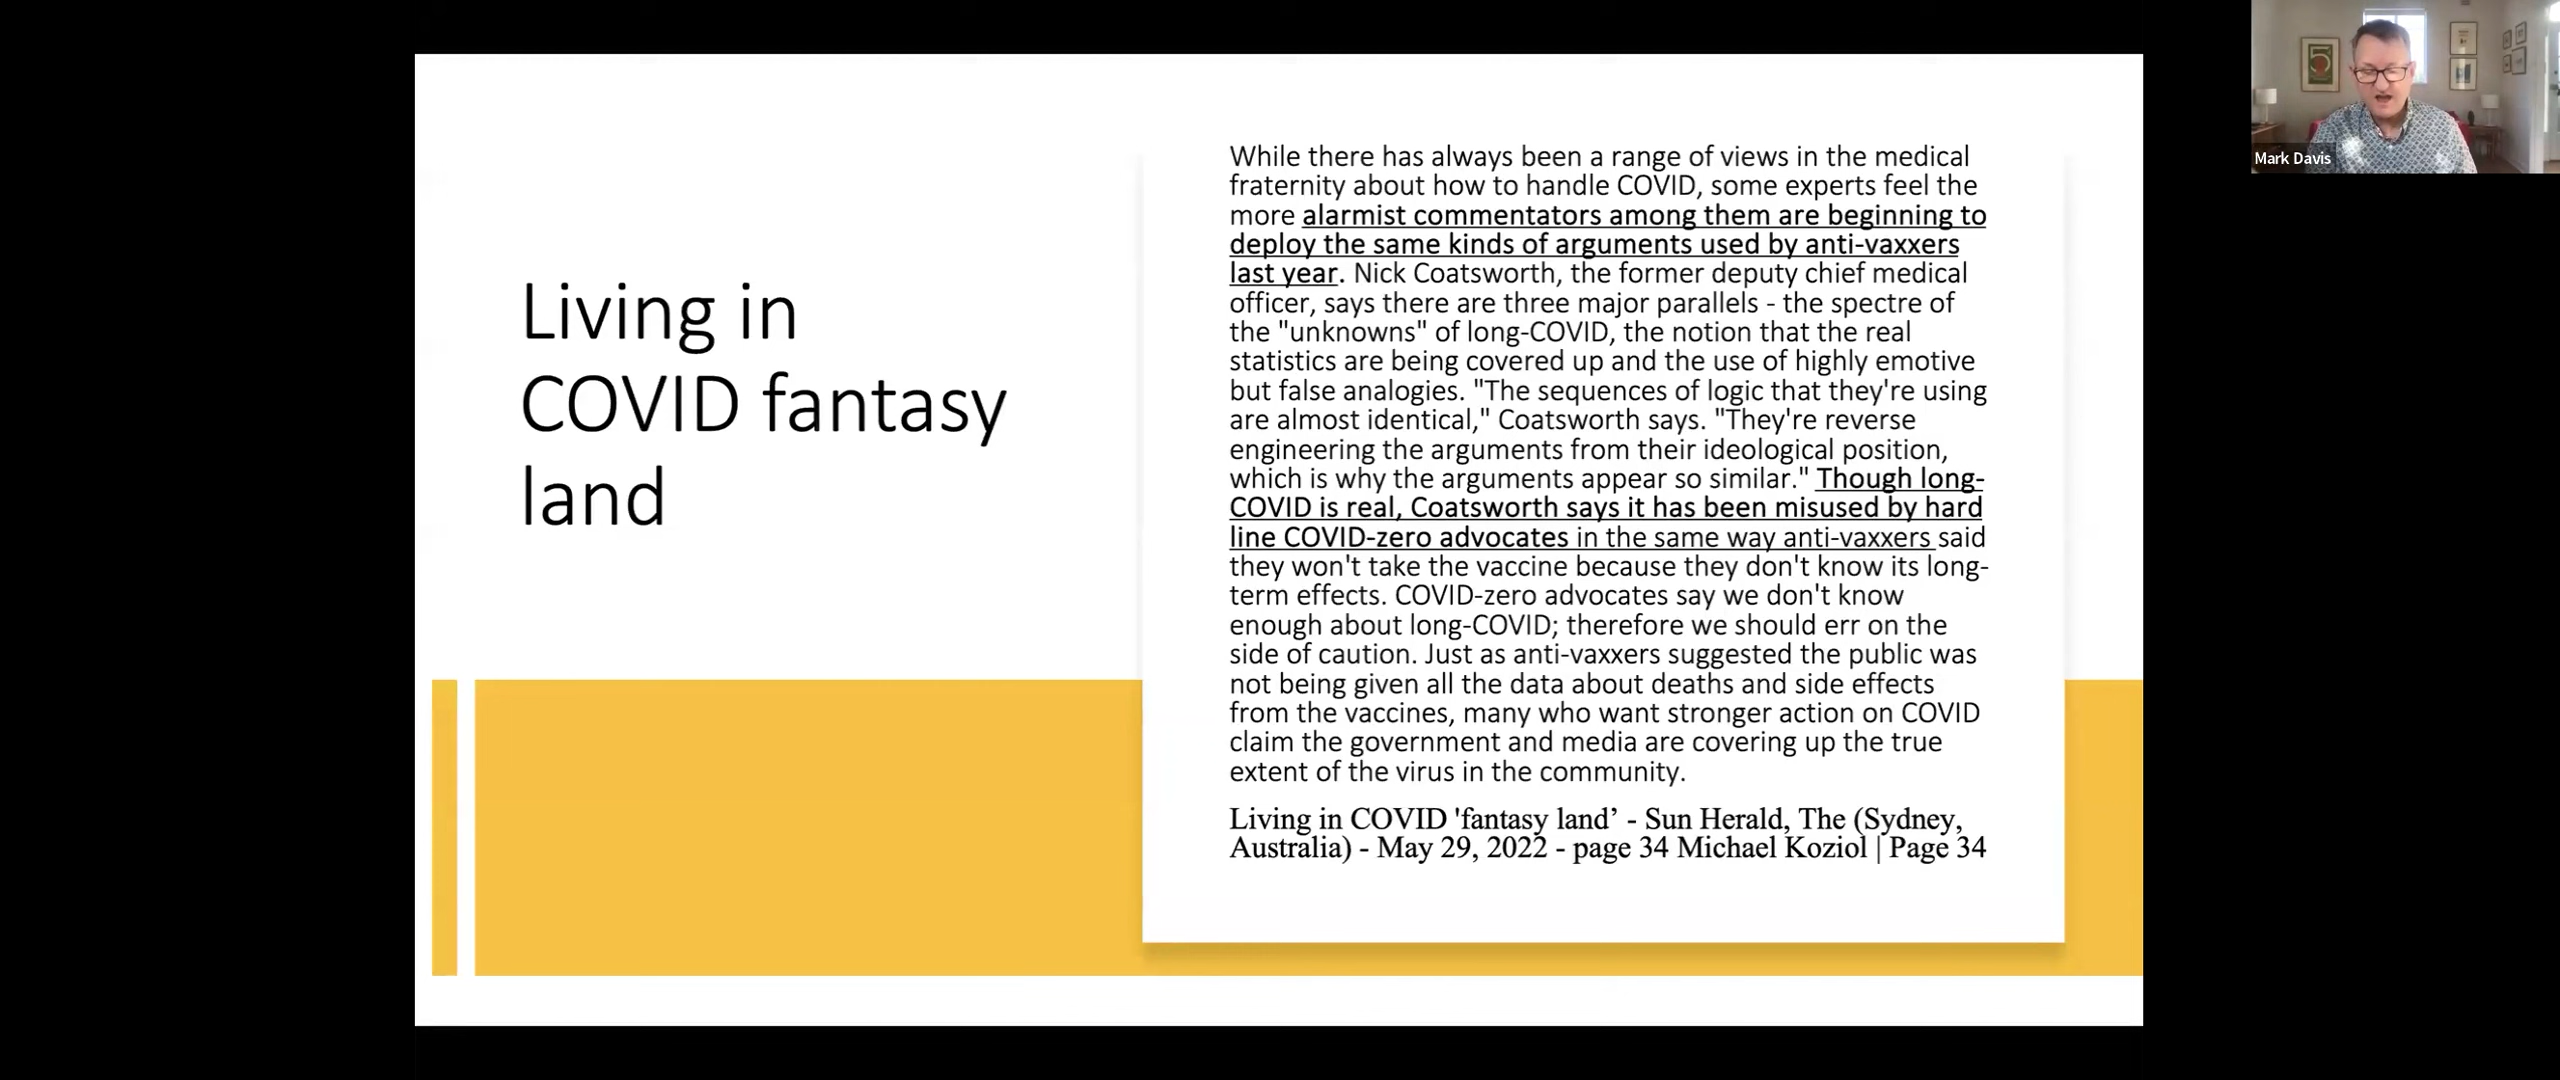 Living in
COVID fantasy
land
While there has always been a range of views in the medical
fraternity about how to handle COVID, some experts feel the
more alarmist commentators among them are beginning to
deploy the same kinds of arguments used by anti-vaxxers
last year. Nick Coatsworth, the former deputy chief medical
officer, says there are three major parallels - the spectre of
the "unknowns" of long-COVID, the notion that the real
statistics are being covered up and the use of highly emotive
but false analogies. "The sequences of logic that they're using
are almost identical," Coatsworth says. "They're reverse
engineering the arguments from their ideological position,
which is why the arguments appear so similar." Though long-
COVID is real, Coatsworth says it has been misused by hard
line COVID-zero advocates in the same way anti-vaxxers said
they won't take the vaccine because they don't know its long-
term effects. COVID-zero advocates say we don't know
enough about long-COVID; therefore we should err on the
side of caution. Just as anti-vaxxers suggested the public was
not being given all the data about deaths and side effects
from the vaccines, many who want stronger action on COVID
claim the government and media are covering up the true
extent of the virus in the community.
Living in COVID 'fantasy land’ - Sun Herald, The (Sydney,
Australia) - May 29, 2022 - page 34 Michael Koziol | Page 34
Mark Davis